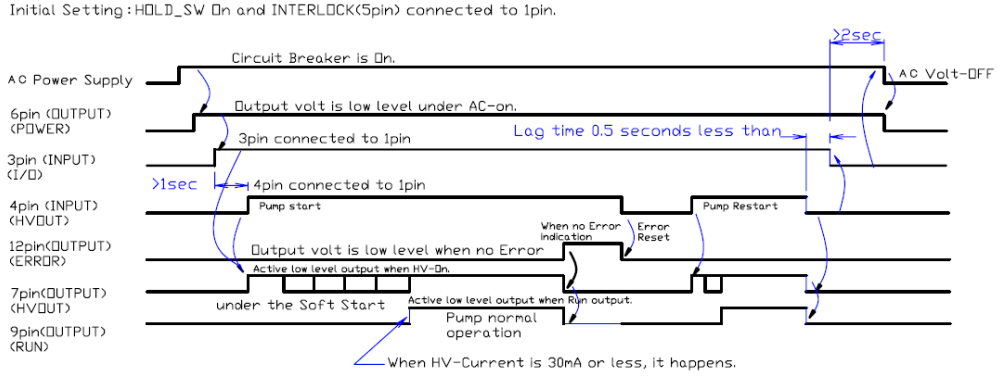 Initial Setting:HOLD_SW On and INTERLOCK(5pin) connected to 1pin.
>2sec
Circuit Breaker is On.
AC Power Supply
AC Volt-OFF
6pin (OUTPUT)
(POWER)
Output volt is low level under AC-on.
Lag time 0.5 seconds less than
3pin connected to 1pin
3pin (INPUT)
(I/O)
>1sec
4pin connected to 1pin
4pin (INPUT)
(HVOUT)
Pump start
Pump Restart
When no Error
indication
Error
Reset
12pin(OUTPUT)
(ERROR)
Output volt is low level when no Error
Active low level output when HV-On.
7pin(OUTPUT)
(HVOUT)
under the Soft Start
Active low level output when Run output.
9pin(OUTPUT)
(RUN)
Pump normal
operation
When HV-Current is 30mA or less, it happens.